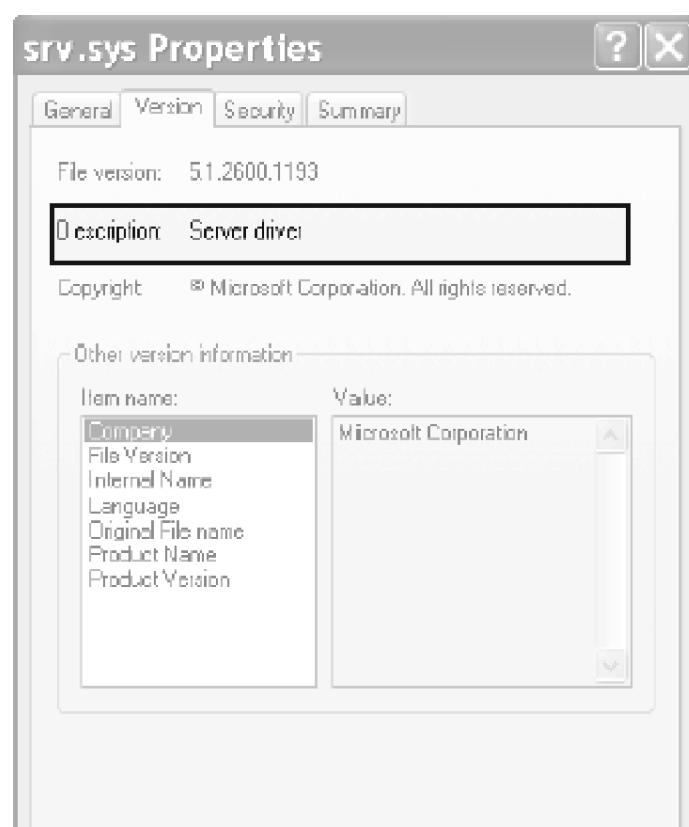 srv.sys Properties
General Version Security Summary
File version: 5.1.2600.1193
Description: Server driver
Copyright © Microsoft Corporation. All rights reserved.
Other version information
Item name: Value:
Company Microsoft Corporation
File Version
Internal Name
Language
Original File name
Product Name
Product Version